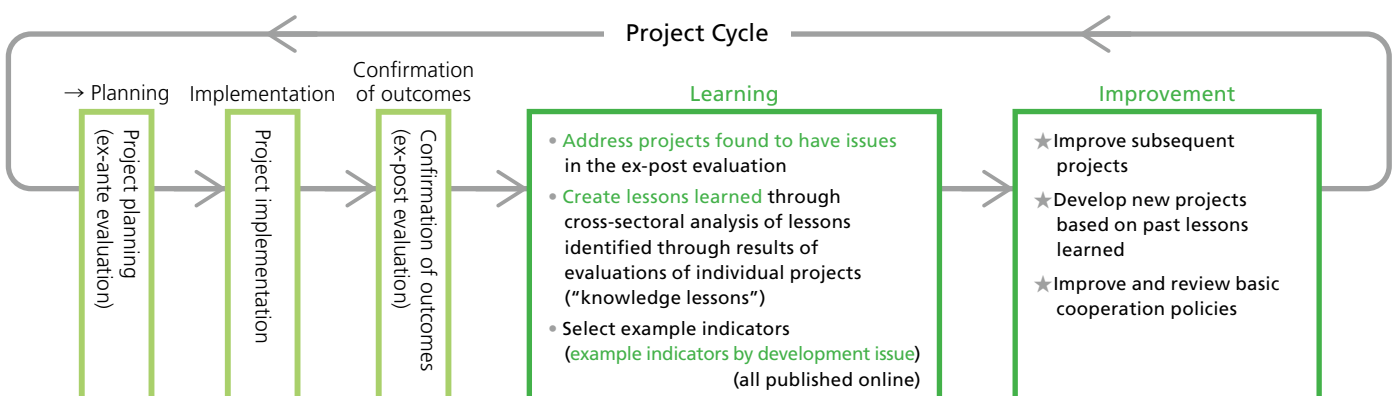 Project Cycle
→ Planning
Project planning
(ex-ante evaluation)
Implementation
Project implementation
Confirmation
of outcomes
Confirmation of outcomes
(ex-post evaluation)
Learning
• Address projects found to have issues
in the ex-post evaluation
• Create lessons learned through
cross-sectoral analysis of lessons
identified through results of
evaluations of individual projects
(“knowledge lessons”)
• Select example indicators
(example indicators by development issue)
(all published online)
Improvement
★Improve subsequent
projects
★Develop new projects
based on past lessons
learned
★Improve and review basic
cooperation policies